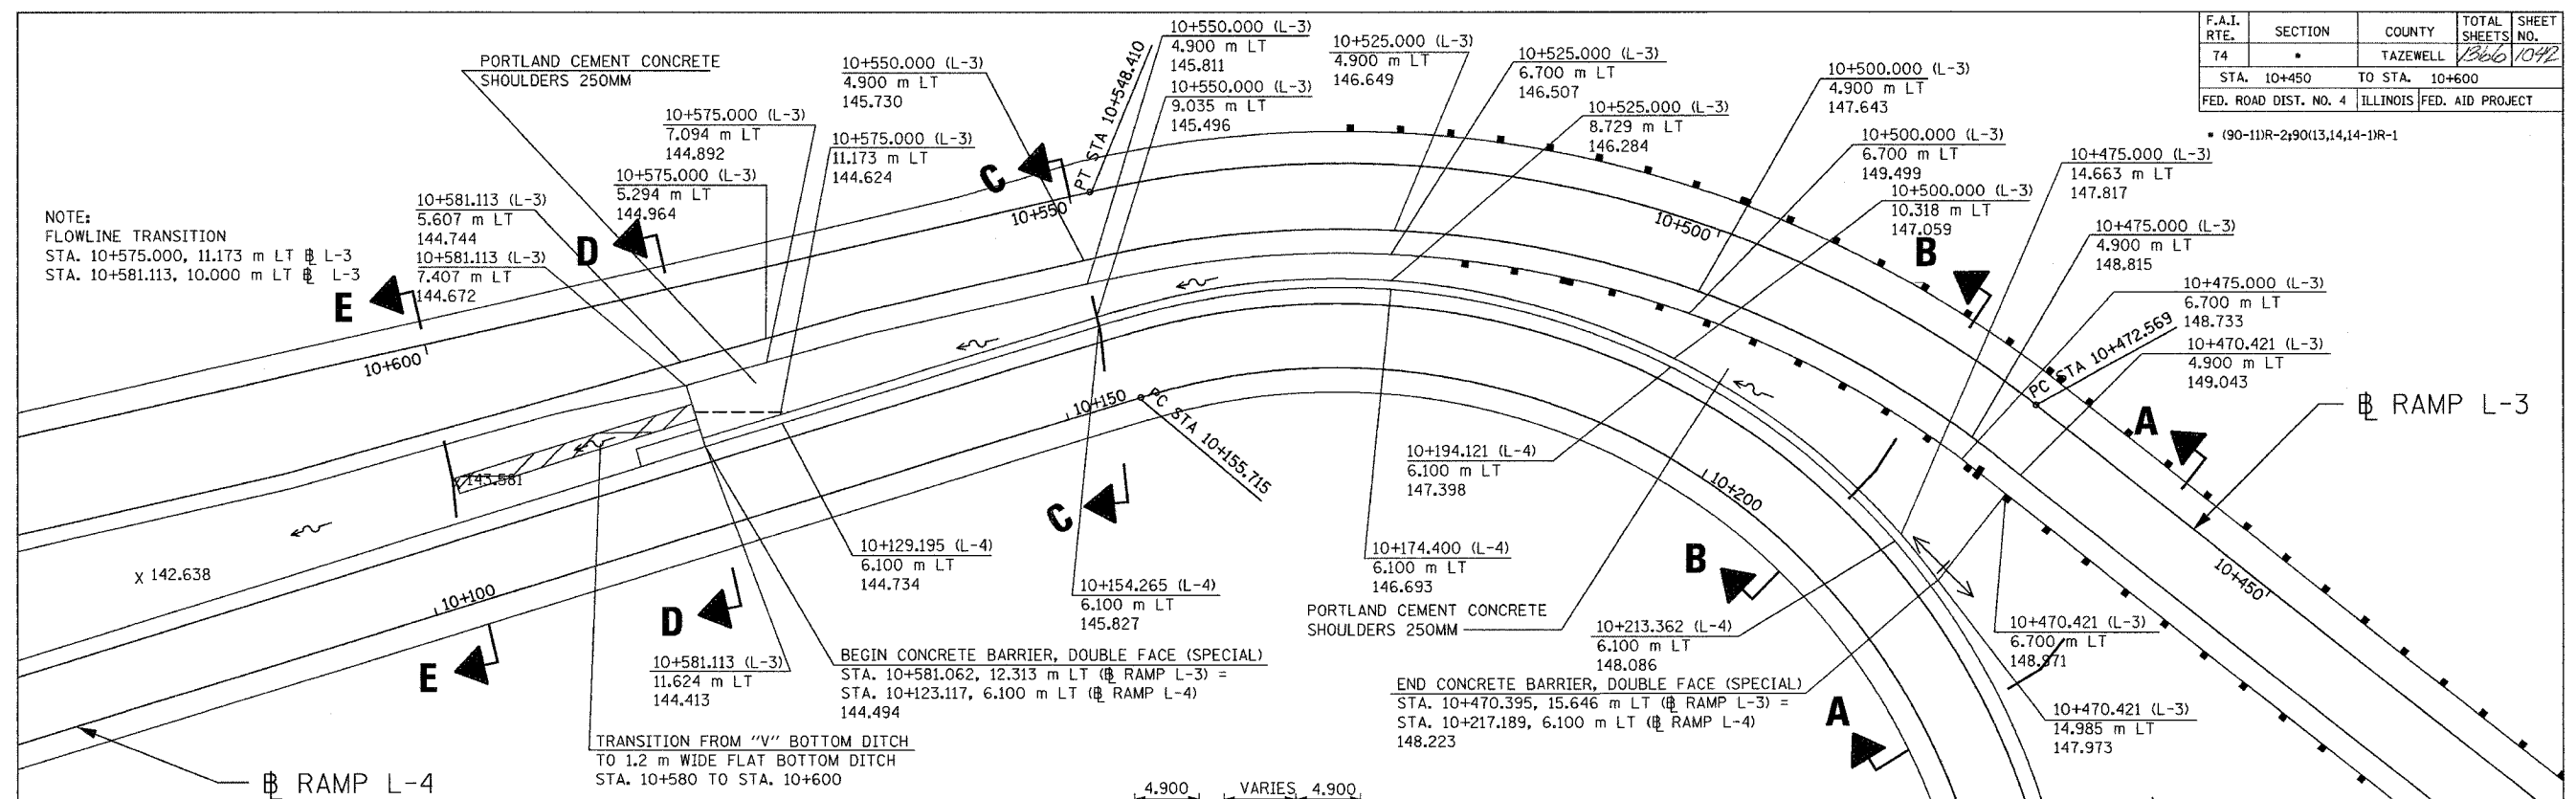 F.A.I. RTE. SECTION COUNTY TOTAL SHEETS SHEET NO.
74 • TAZEWELL 1366 1042
STA. 10+450 TO STA. 10+600
FED. ROAD DIST. NO. 4 ILLINOIS FED. AID PROJECT
• (90-11)R-2;90(13,14,14-1)R-1
PORTLAND CEMENT CONCRETE
SHOULDERS 250MM
10+550.000 (L-3)
4.900 m LT
145.730
PT STA 10+548.410
10+550.000 (L-3)
4.900 m LT
145.811
10+550.000 (L-3)
9.035 m LT
145.496
10+525.000 (L-3)
4.900 m LT
146.649
10+525.000 (L-3)
6.700 m LT
146.507
10+525.000 (L-3)
8.729 m LT
146.284
10+500.000 (L-3)
4.900 m LT
147.643
10+500.000 (L-3)
6.700 m LT
149.499
10+500.000 (L-3)
10.318 m LT
147.059
10+475.000 (L-3)
14.663 m LT
147.817
10+475.000 (L-3)
4.900 m LT
148.815
10+475.000 (L-3)
6.700 m LT
148.733
10+470.421 (L-3)
4.900 m LT
149.043
10+575.000 (L-3)
7.094 m LT
144.892
10+575.000 (L-3)
11.173 m LT
144.624
10+575.000 (L-3)
5.294 m LT
144.964
10+581.113 (L-3)
5.607 m LT
144.744
10+581.113 (L-3)
7.407 m LT
144.672
NOTE:
FLOWLINE TRANSITION
STA. 10+575.000, 11.173 m LT BL L-3
STA. 10+581.113, 10.000 m LT BL L-3
E
D
C
B
A
10+600
10+550
10+500
10+450
PC STA 10+472.569
BL RAMP L-3
10+150
PC STA 10+155.715
10+200
10+100
143.581
X 142.638
C
D
E
B
A
10+194.121 (L-4)
6.100 m LT
147.398
10+129.195 (L-4)
6.100 m LT
144.734
10+154.265 (L-4)
6.100 m LT
145.827
10+174.400 (L-4)
6.100 m LT
146.693
PORTLAND CEMENT CONCRETE
SHOULDERS 250MM
10+213.362 (L-4)
6.100 m LT
148.086
10+470.421 (L-3)
6.700 m LT
148.971
10+470.421 (L-3)
14.985 m LT
147.973
10+581.113 (L-3)
11.624 m LT
144.413
BEGIN CONCRETE BARRIER, DOUBLE FACE (SPECIAL)
STA. 10+581.062, 12.313 m LT (BL RAMP L-3) =
STA. 10+123.117, 6.100 m LT (BL RAMP L-4)
144.494
END CONCRETE BARRIER, DOUBLE FACE (SPECIAL)
STA. 10+470.395, 15.646 m LT (BL RAMP L-3) =
STA. 10+217.189, 6.100 m LT (BL RAMP L-4)
148.223
TRANSITION FROM "V" BOTTOM DITCH
TO 1.2 m WIDE FLAT BOTTOM DITCH
STA. 10+580 TO STA. 10+600
BL RAMP L-4
4.900 VARIES 4.900